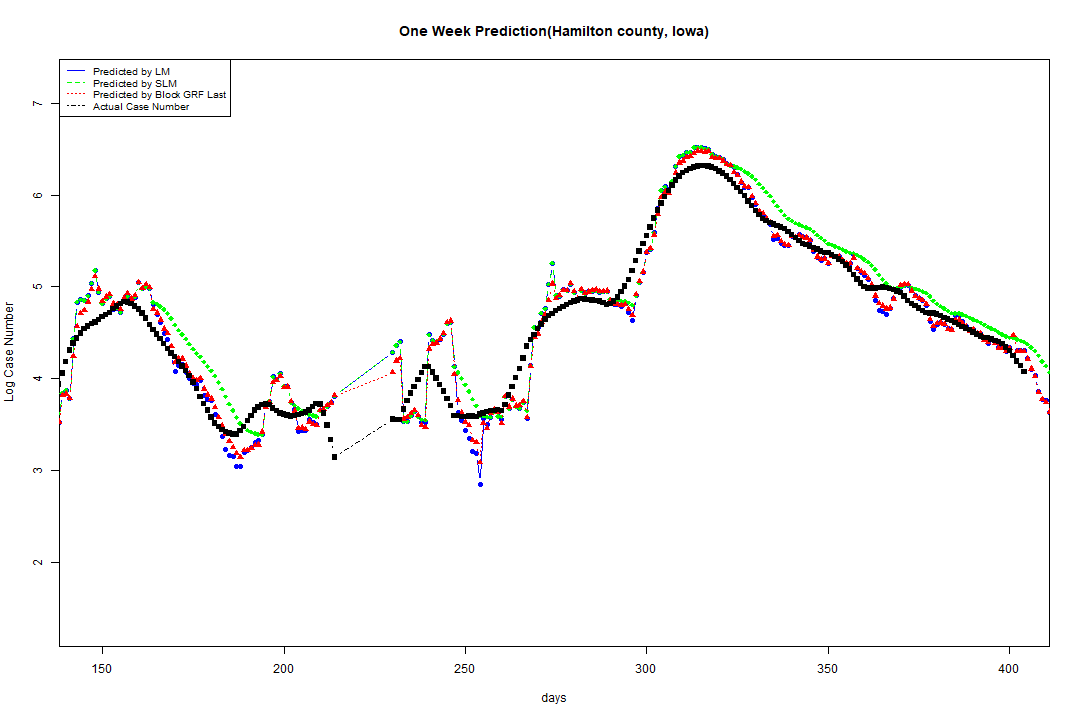 One Week Prediction(Hamilton county, Iowa)
Predicted by LM
Predicted by SLM
Predicted by Block GRF Last
Actual Case Number
7
6
5
4
3
2
Log Case Number
150 200 250 300 350 400
days